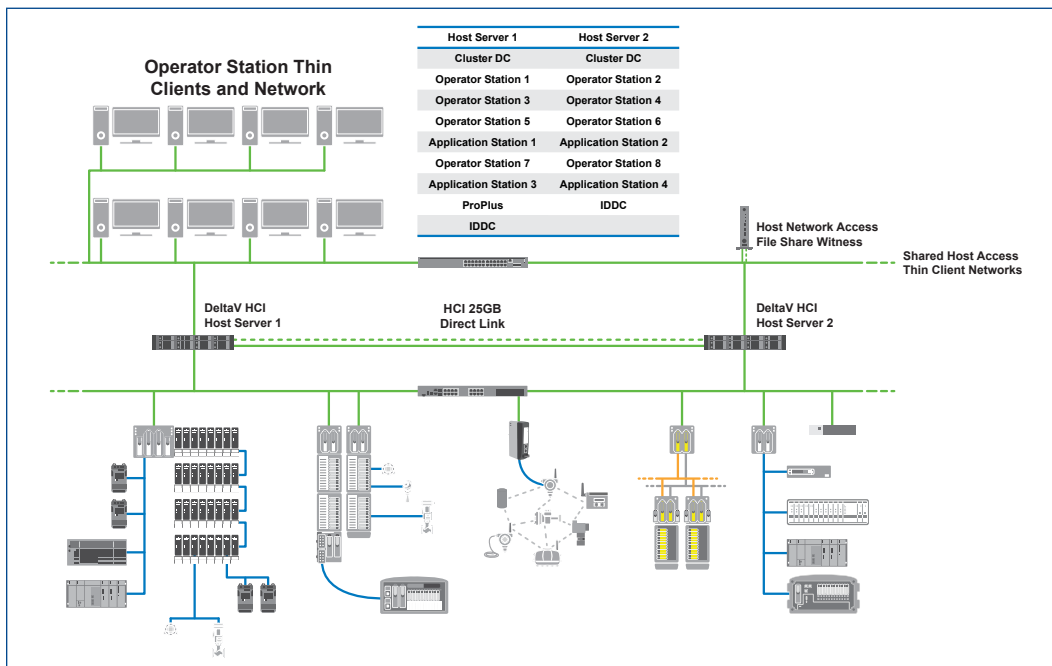 Operator Station Thin
Clients and Network
Host Server 1 Host Server 2
Cluster DC Cluster DC
Operator Station 1 Operator Station 2
Operator Station 3 Operator Station 4
Operator Station 5 Operator Station 6
Application Station 1 Application Station 2
Operator Station 7 Operator Station 8
Application Station 3 Application Station 4
ProPlus IDDC
IDDC
Host Network Access
File Share Witness
Shared Host Access
Thin Client Networks
DeltaV HCI
Host Server 1
HCI 25GB
Direct Link
DeltaV HCI
Host Server 2